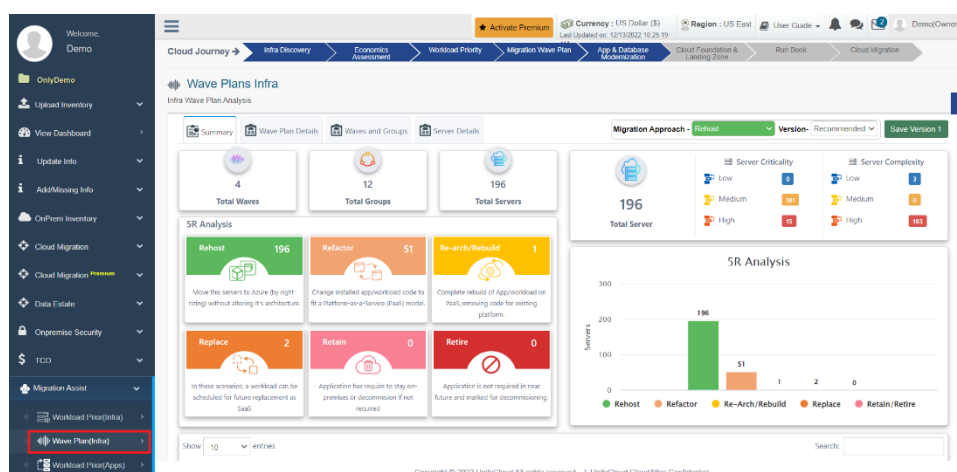 Welcome,
Demo
OnlyDemo
Upload Inventory
View Dashboard
Update Info
Add/Missing Info
OnPrem Inventory
Cloud Migration
Cloud Migration Premium
Data Estate
Onpremise Security
TCO
Migration Assist
Workload Prior(Infra)
Wave Plan(Infra)
Workload Prior(Apps)
Activate Premium
Currency : US Dollar ($)
Last Updated on: 12/13/2022 10:25:19
Region : US East
User Guide
Demo(Owner
Cloud Journey
Infra Discovery
Economics
Assessment
Workload Priority
Migration Wave Plan
App & Database
Modernization
Cloud Foundation &
Landing Zone
Run Book
Cloud Migration
Wave Plans Infra
Infra Wave Plan Analysis
Summary
Wave Plan Details
Waves and Groups
Server Details
Migration Approach - Rehost
Version- Recommended
Save Version 1
4
Total Waves
12
Total Groups
196
Total Servers
196
Total Server
Server Criticality
Low 0
Medium 181
High 15
Server Complexity
Low 3
Medium 0
High 193
5R Analysis
Rehost 196
Move this servers to Azure (by right-
rizing) without altering it's architecture.
Refactor 51
Change installed app/workload code to
fit a Platform-as-a-Service (PaaS) model.
Re-arch/Rebuild 1
Complete rebuild of App/workload on
PaaS,removing code for existing
platform.
Replace 2
In these scenarios, a workload can be
scheduled for future replacement as
SaaS
Retain 0
Application has require to stay on-
premises or decommision if not
required
Retire 0
Application is not required in near
future and marked for decommisioning.
5R Analysis
Servers
300
200
100
0
196
51
1
2
0
Rehost
Refactor
Re-Arch/Rebuild
Replace
Retain/Retire
Show 10 entries
Search: